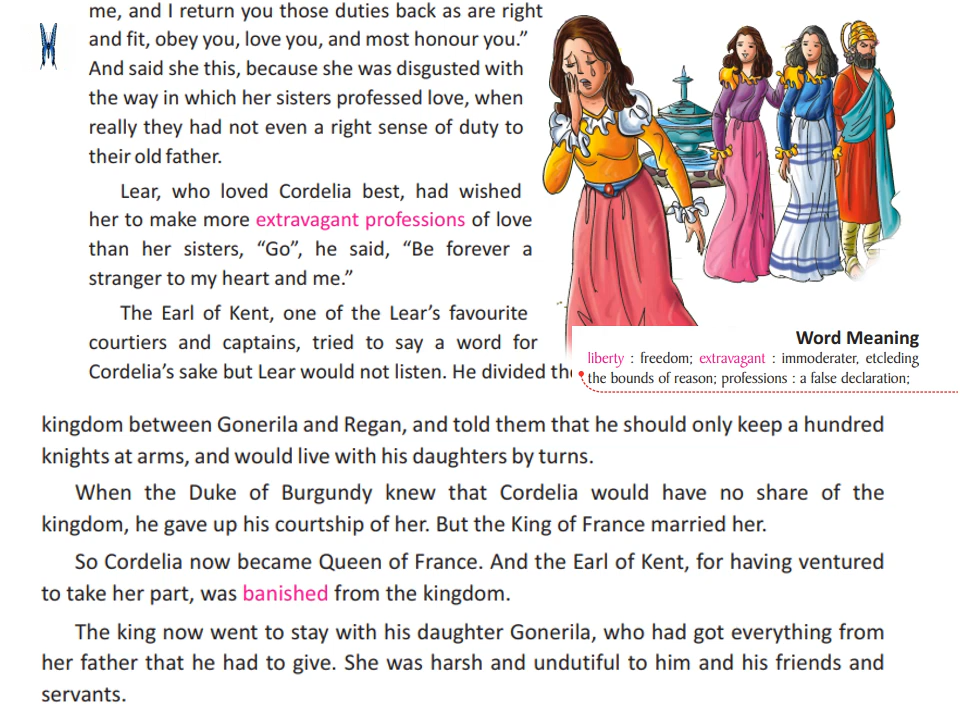 me, and I return you those duties back as are right
and fit, obey you, love you, and most honour you.”
And said she this, because she was disgusted with
the way in which her sisters professed love, when
really they had not even a right sense of duty to
their old father.
Lear, who loved Cordelia best, had wished
her to make more extravagant professions of love
than her sisters, “Go”, he said, “Be forever a
stranger to my heart and me.”
The Earl of Kent, one of the Lear’s favourite
courtiers and captains, tried to say a word for
Cordelia’s sake but Lear would not listen. He divided
Word Meaning
liberty : freedom; extravagant : immoderater, etcleding
the bounds of reason; professions : a false declaration;
kingdom between Gonerila and Regan, and told them that he should only keep a hundred
knights at arms, and would live with his daughters by turns.
When the Duke of Burgundy knew that Cordelia would have no share of the
kingdom, he gave up his courtship of her. But the King of France married her.
So Cordelia now became Queen of France. And the Earl of Kent, for having ventured
to take her part, was banished from the kingdom.
The king now went to stay with his daughter Gonerila, who had got everything from
her father that he had to give. She was harsh and undutiful to him and his friends and
servants.